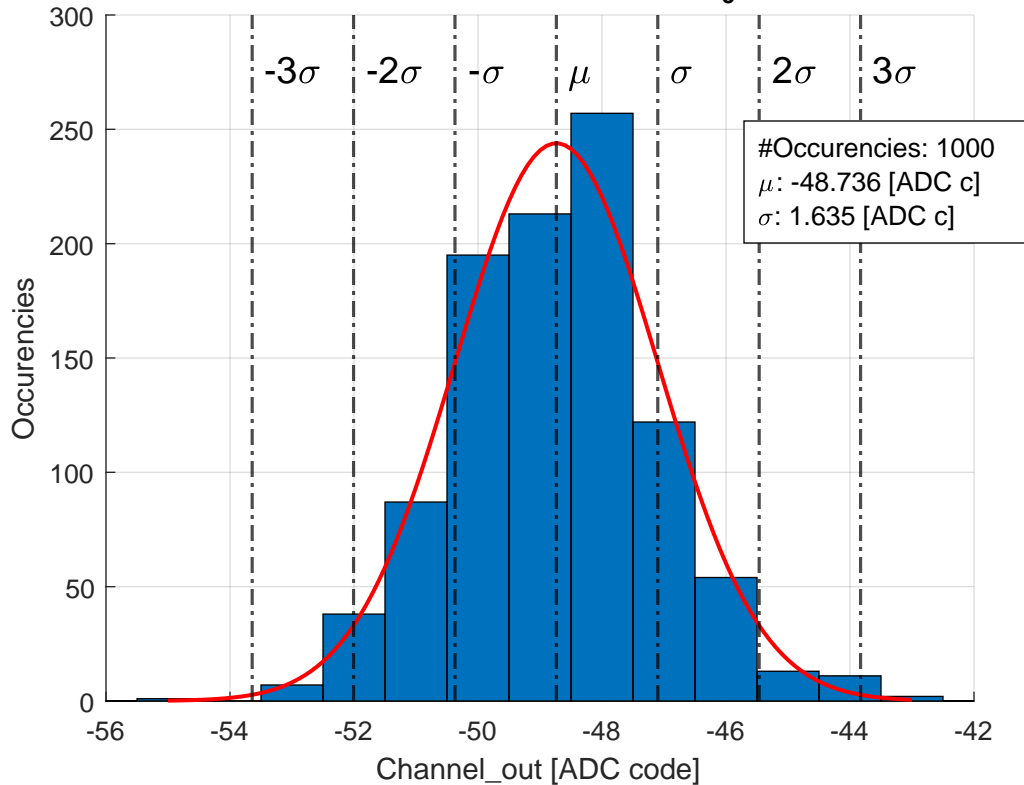 300
250
200
150
100
50
0
-3σ
-2σ
-σ
μ
σ
2σ
3σ
#Occurencies: 1000
μ: -48.736 [ADC c]
σ: 1.635 [ADC c]
Occurencies
-56
-54
-52
-50
-48
-46
-44
-42
Channel_out [ADC code]